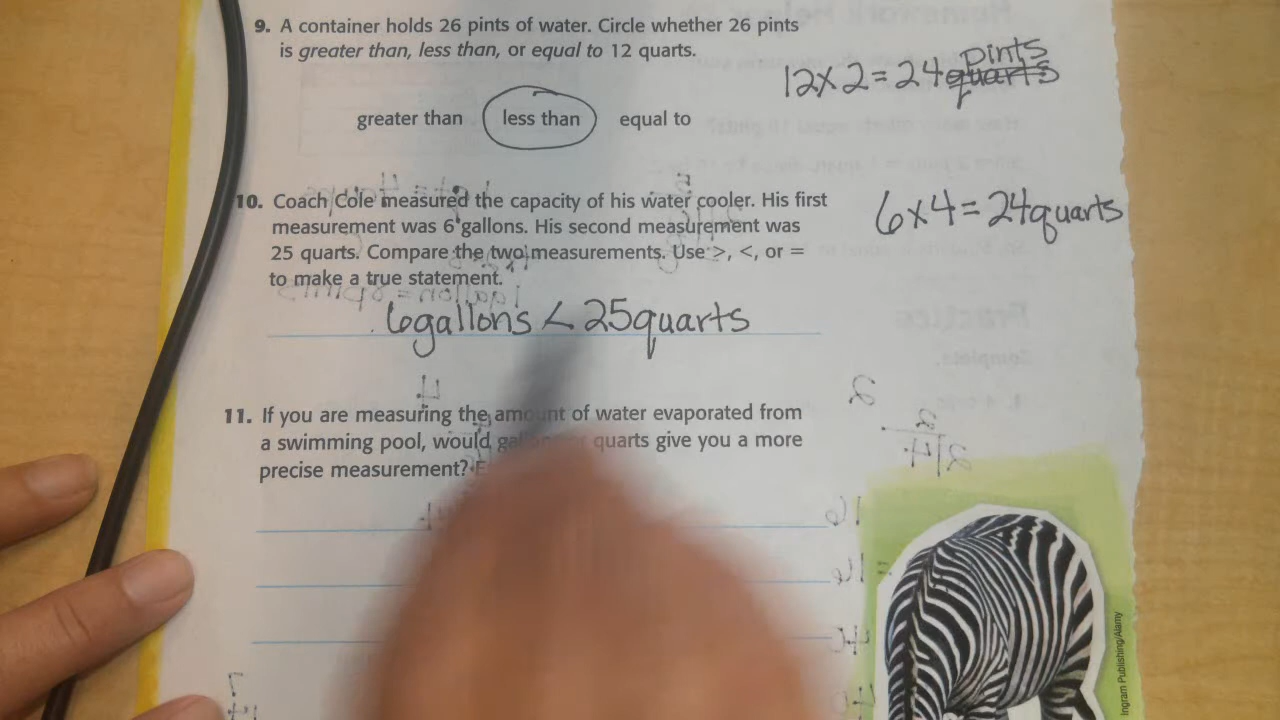 9. A container holds 26 pints of water. Circle whether 26 pints
is greater than, less than, or equal to 12 quarts.
pints
12x2=24 quarts
greater than less than equal to
10. Coach Cole measured the capacity of his water cooler. His first
measurement was 6 gallons. His second measurement was
25 quarts. Compare the two measurements. Use >, <, or =
to make a true statement.
6x4=24quarts
6gallons < 25quarts
11. If you are measuring the amount of water evaporated from
a swimming pool, would quarts give you a more
precise measurement?
Ingram Publishing/Alamy